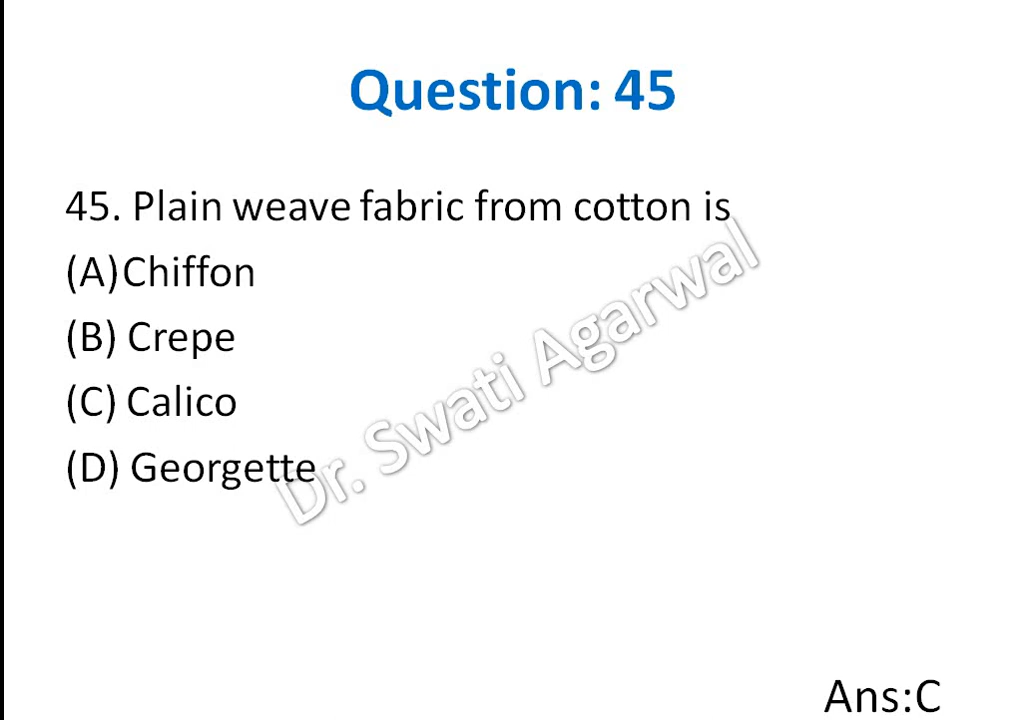 Question: 45
45. Plain weave fabric from cotton is
(A)Chiffon
(B) Crepe
(C) Calico
(D) Georgette
Dr. Swati Agarwal
Ans:C